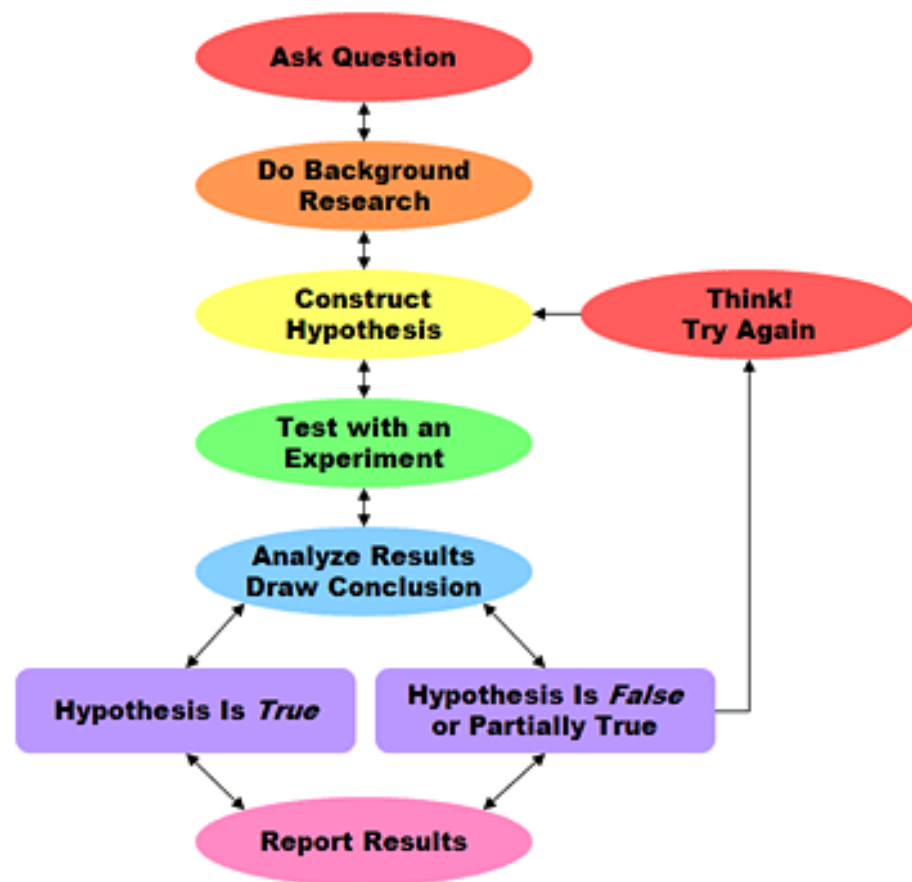 Ask Question
Do Background
Research
Construct
Hypothesis
Think!
Try Again
Test with an
Experiment
Analyze Results
Draw Conclusion
Hypothesis Is True
Hypothesis Is False
or Partially True
Report Results